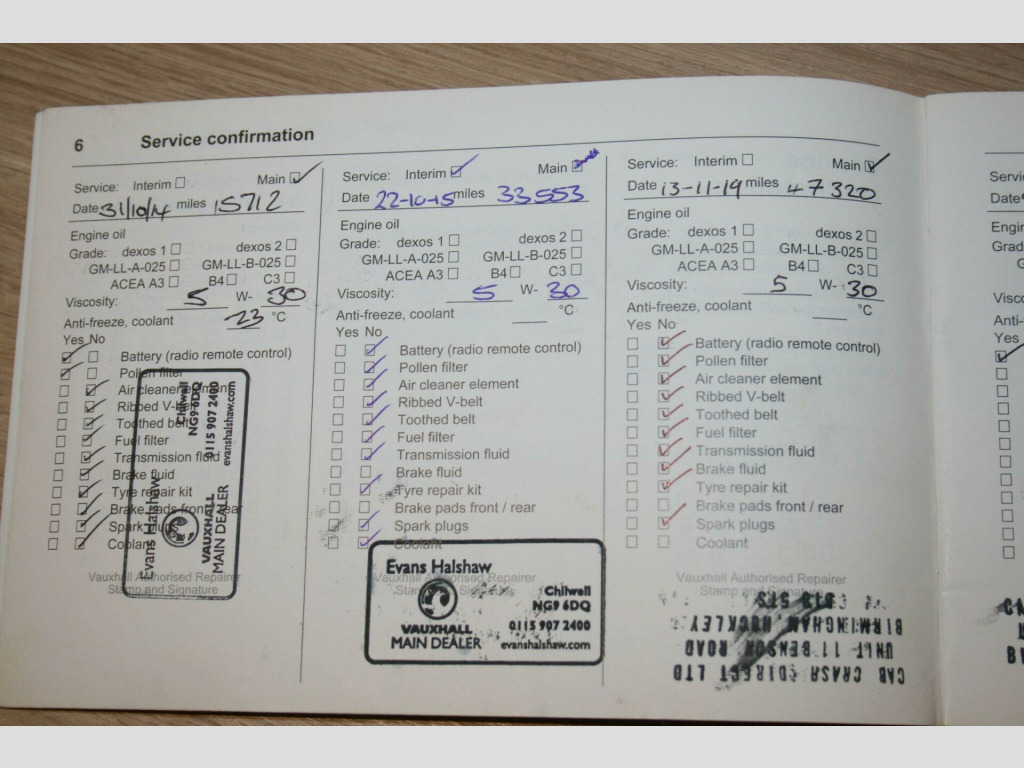 6 Service confirmation
Service: Interim Main
Date 31/10/14 miles 15712
Engine oil
Grade: dexos 1 dexos 2
GM-LL-A-025 GM-LL-B-025
ACEA A3 B4 C3
Viscosity: 5 W- 30
Anti-freeze, coolant 23 °C
Yes No
Battery (radio remote control)
Pollen filter
Air cleaner element
Ribbed V-belt
Toothed belt
Fuel filter
Transmission fluid
Brake fluid
Tyre repair kit
Brake pads front / rear
Spark plugs
Coolant
Vauxhall Authorised Repairer
Stamp and Signature
Evans Halshaw
VAUXHALL
MAIN DEALER
Chilwell
NG9 6DQ
0115 907 2400
evanshalshaw.com
Service: Interim Main
Date 22-10-15 miles 33553
Engine oil
Grade: dexos 1 dexos 2
GM-LL-A-025 GM-LL-B-025
ACEA A3 B4 C3
Viscosity: 5 W- 30
Anti-freeze, coolant °C
Yes No
Battery (radio remote control)
Pollen filter
Air cleaner element
Ribbed V-belt
Toothed belt
Fuel filter
Transmission fluid
Brake fluid
Tyre repair kit
Brake pads front / rear
Spark plugs
Coolant
Vauxhall Authorised Repairer
Stamp and Signature
Evans Halshaw
VAUXHALL
MAIN DEALER
Chilwell
NG9 6DQ
0115 907 2400
evanshalshaw.com
Service: Interim Main
Date 13-11-19 miles 47320
Engine oil
Grade: dexos 1 dexos 2
GM-LL-A-025 GM-LL-B-025
ACEA A3 B4 C3
Viscosity: 5 W- 30
Anti-freeze, coolant °C
Yes No
Battery (radio remote control)
Pollen filter
Air cleaner element
Ribbed V-belt
Toothed belt
Fuel filter
Transmission fluid
Brake fluid
Tyre repair kit
Brake pads front / rear
Spark plugs
Coolant
Vauxhall Authorised Repairer
Stamp and Signature
CAB CRASH DIRECT LTD
UNIT 11 BENSON ROAD
BIRMINGHAM, HOCKLEY
Date
Yes